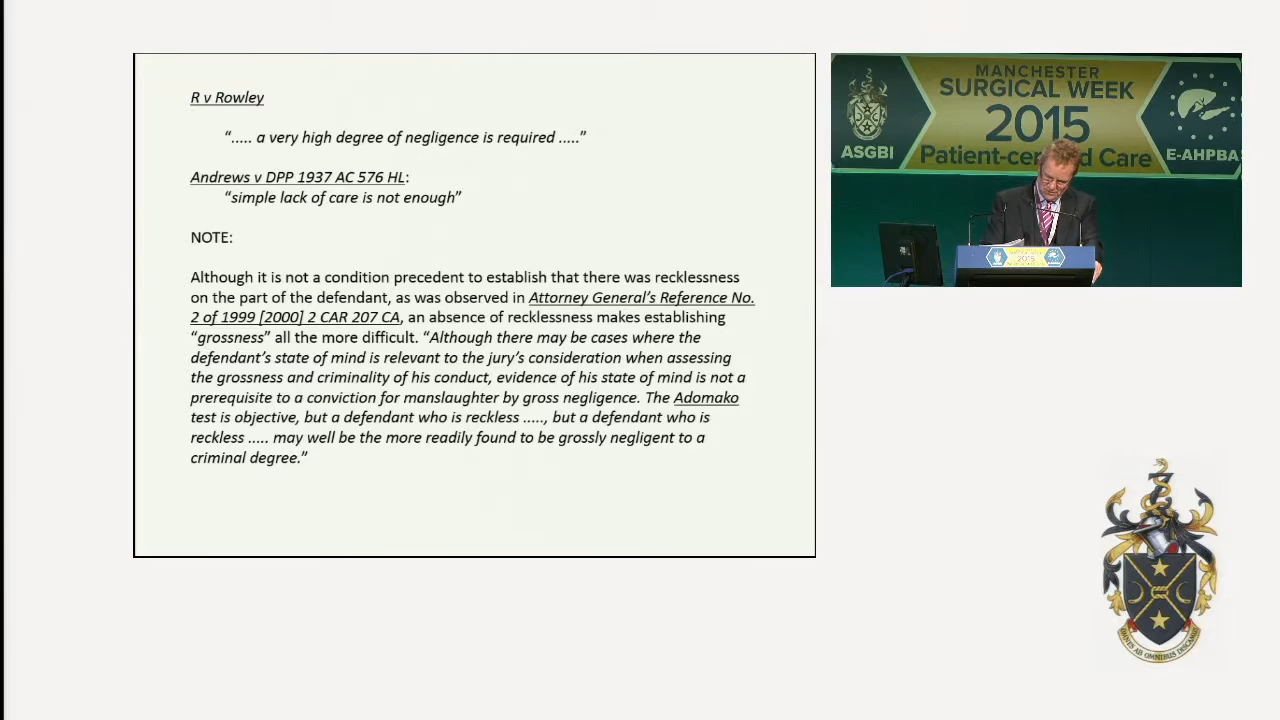 R v Rowley
“..... a very high degree of negligence is required .....”
Andrews v DPP 1937 AC 576 HL:
“simple lack of care is not enough”
NOTE:
Although it is not a condition precedent to establish that there was recklessness
on the part of the defendant, as was observed in Attorney General’s Reference No.
2 of 1999 [2000] 2 CAR 207 CA, an absence of recklessness makes establishing
“grossness” all the more difficult. “Although there may be cases where the
defendant’s state of mind is relevant to the jury’s consideration when assessing
the grossness and criminality of his conduct, evidence of his state of mind is not a
prerequisite to a conviction for manslaughter by gross negligence. The Adomako
test is objective, but a defendant who is reckless ....., but a defendant who is
reckless ..... may well be the more readily found to be grossly negligent to a
criminal degree.”
MANCHESTER
SURGICAL WEEK
2015
Patient-cen d Care
ASGBI
E-AHPBA
2015
OMNES AB OMNIBUS DISCAMUS